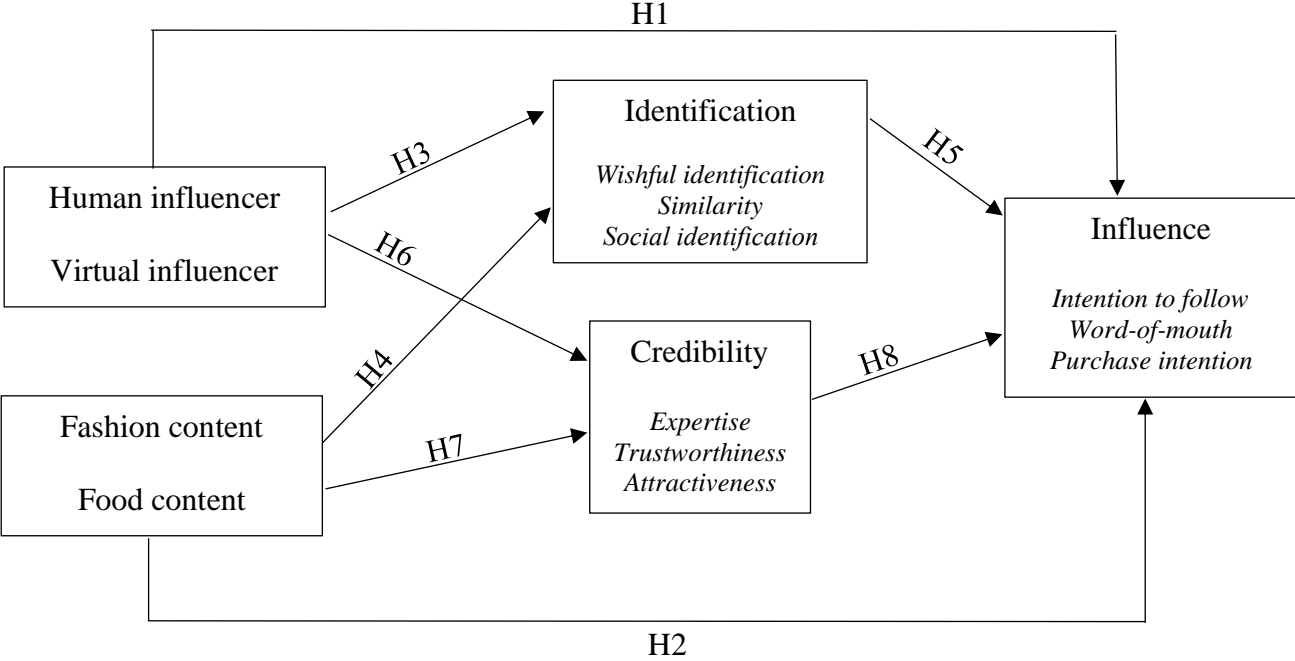 H1
Identification
Wishful identification
Similarity
Social identification
H3
H5
Human influencer
Virtual influencer
H6
Influence
Intention to follow
Word-of-mouth
Purchase intention
H4
Credibility
Expertise
Trustworthiness
Attractiveness
H8
Fashion content
Food content
H7
H2